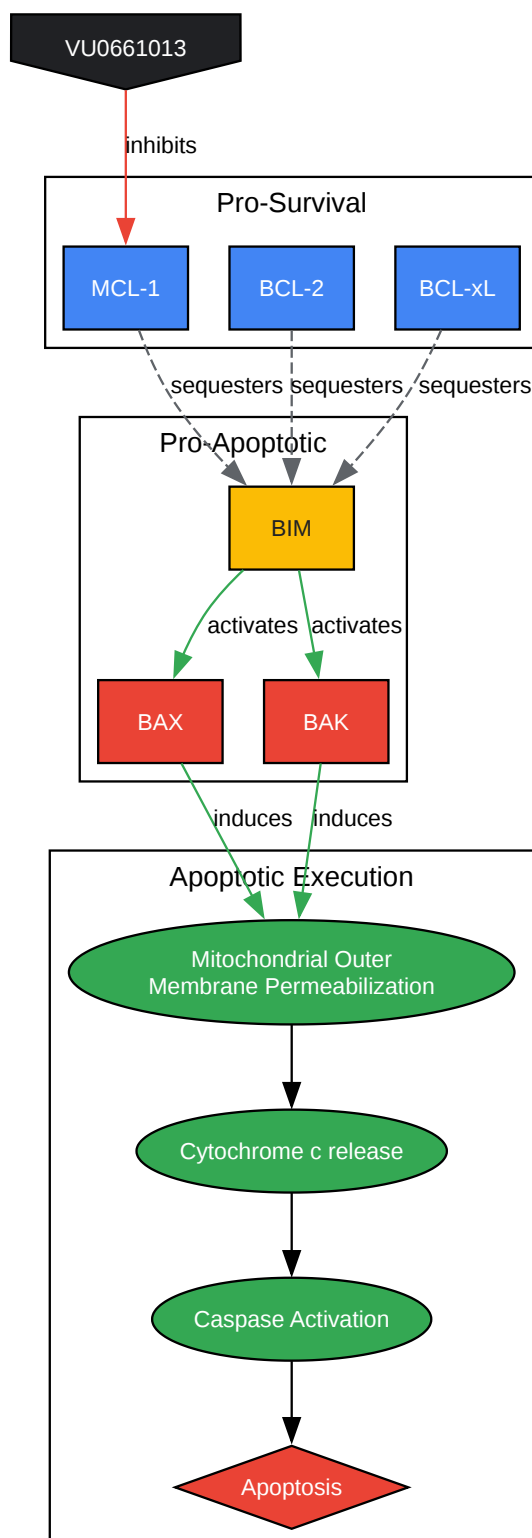 VU0661013
inhibits
Pro-Survival
MCL-1
BCL-2
BCL-xL
sequesters
sequesters
sequesters
Pro-Apoptotic
BIM
activates
activates
BAX
BAK
induces
induces
Apoptotic Execution
Mitochondrial Outer
Membrane Permeabilization
Cytochrome c release
Caspase Activation
Apoptosis